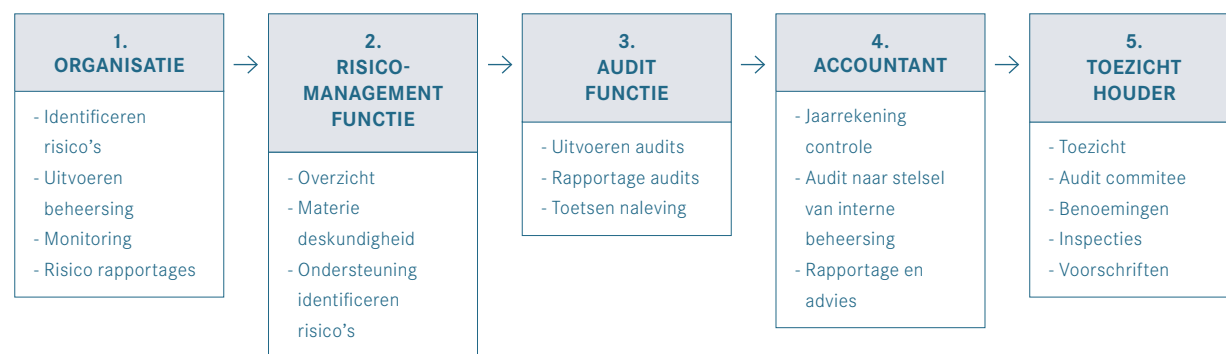 1.
ORGANISATIE
- Identificeren
risico's
- Uitvoeren
beheersing
- Monitoring
- Risico rapportages
2.
RISICO-
MANAGEMENT
FUNCTIE
- Overzicht
- Materie
deskundigheid
- Ondersteuning
identificeren
risico's
3.
AUDIT
FUNCTIE
- Uitvoeren audits
- Rapportage audits
- Toetsen naleving
4.
ACCOUNTANT
- Jaarrekening
controle
- Audit naar stelsel
van interne
beheersing
- Rapportage en
advies
5.
TOEZICHT
HOUDER
- Toezicht
- Audit commitee
- Benoemingen
- Inspecties
- Voorschriften